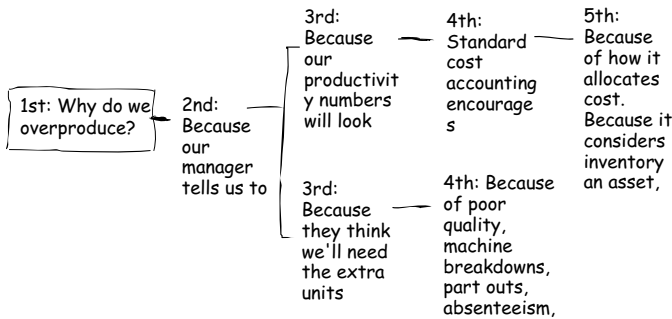 1st: Why do we
overproduce?
2nd:
Because
our
manager
tells us to
3rd:
Because
our
productivit
y numbers
will look
4th:
Standard
cost
accounting
encourage
s
5th:
Because
of how it
allocates
cost.
Because it
considers
inventory
an asset,
3rd:
Because
they think
we'll need
the extra
units
4th: Because
of poor
quality,
machine
breakdowns,
part outs,
absenteeism,